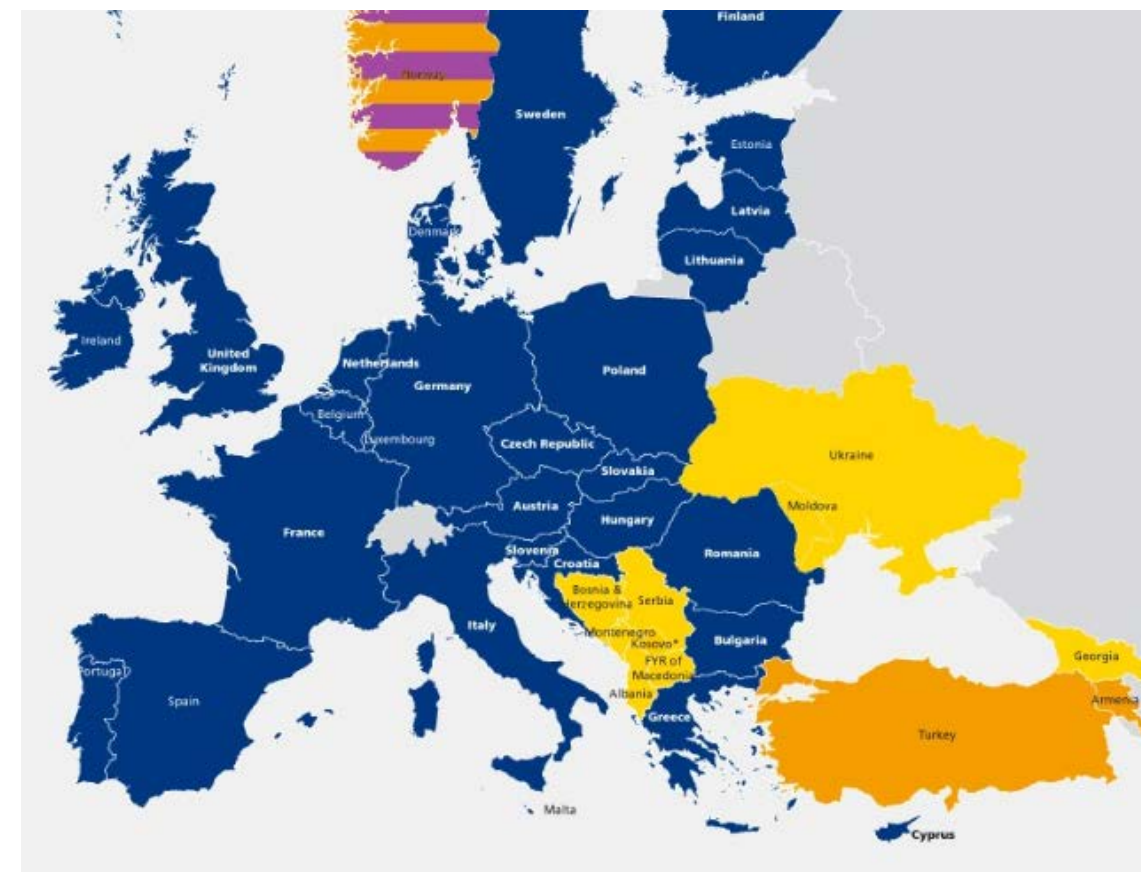 Finland
Norway
Sweden
Estonia
Latvia
Denmark
Lithuania
Ireland
United
Kingdom
Netherlands
Germany
Poland
Belgium
Luxembourg
Czech Republic
Ukraine
Slovakia
Austria
Moldova
Hungary
France
Slovenia
Romania
Croatia
Bosnia &
Herzegovina
Serbia
Italy
Montenegro
Bulgaria
Kosovo*
Georgia
FYR of
Macedonia
Portugal
Albania
Spain
Armenia
Greece
Turkey
Malta
Cyprus